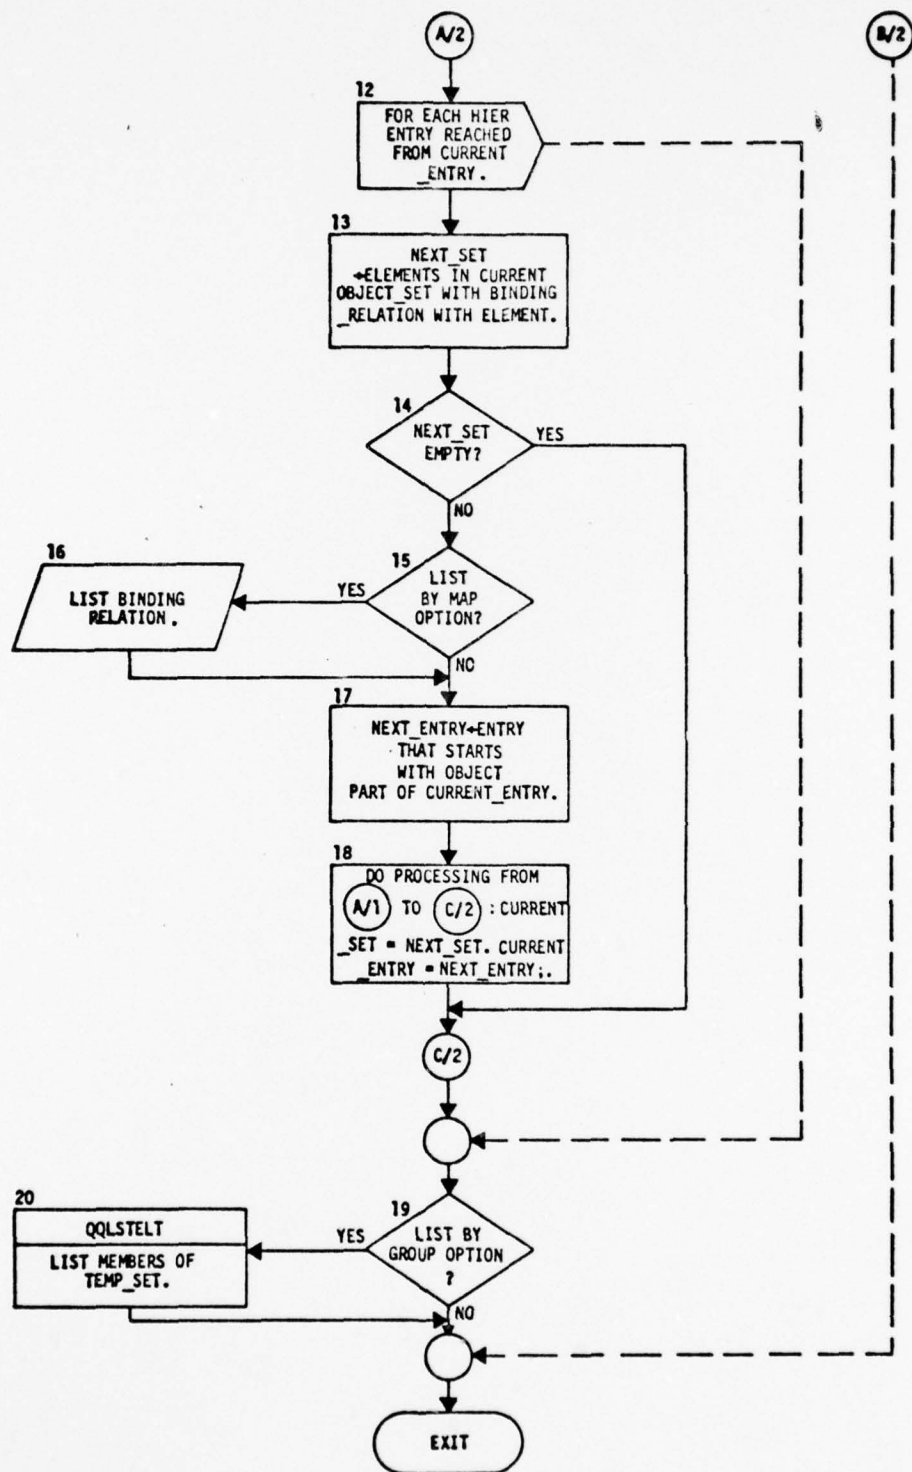 A/2
B/2
12
FOR EACH HIER
ENTRY REACHED
FROM CURRENT
_ENTRY.
13
NEXT_SET
←ELEMENTS IN CURRENT
OBJECT_SET WITH BINDING
_RELATION WITH ELEMENT.
14
NEXT_SET
EMPTY?
YES
NO
15
LIST
BY MAP
OPTION?
YES
16
LIST BINDING
RELATION.
NO
17
NEXT_ENTRY←ENTRY
THAT STARTS
WITH OBJECT
PART OF CURRENT_ENTRY.
18
DO PROCESSING FROM
A/1 TO C/2 : CURRENT
_SET = NEXT_SET. CURRENT
_ENTRY = NEXT_ENTRY;.
C/2
19
LIST BY
GROUP OPTION
?
YES
20
QQLSTELT
LIST MEMBERS OF
TEMP_SET.
NO
EXIT